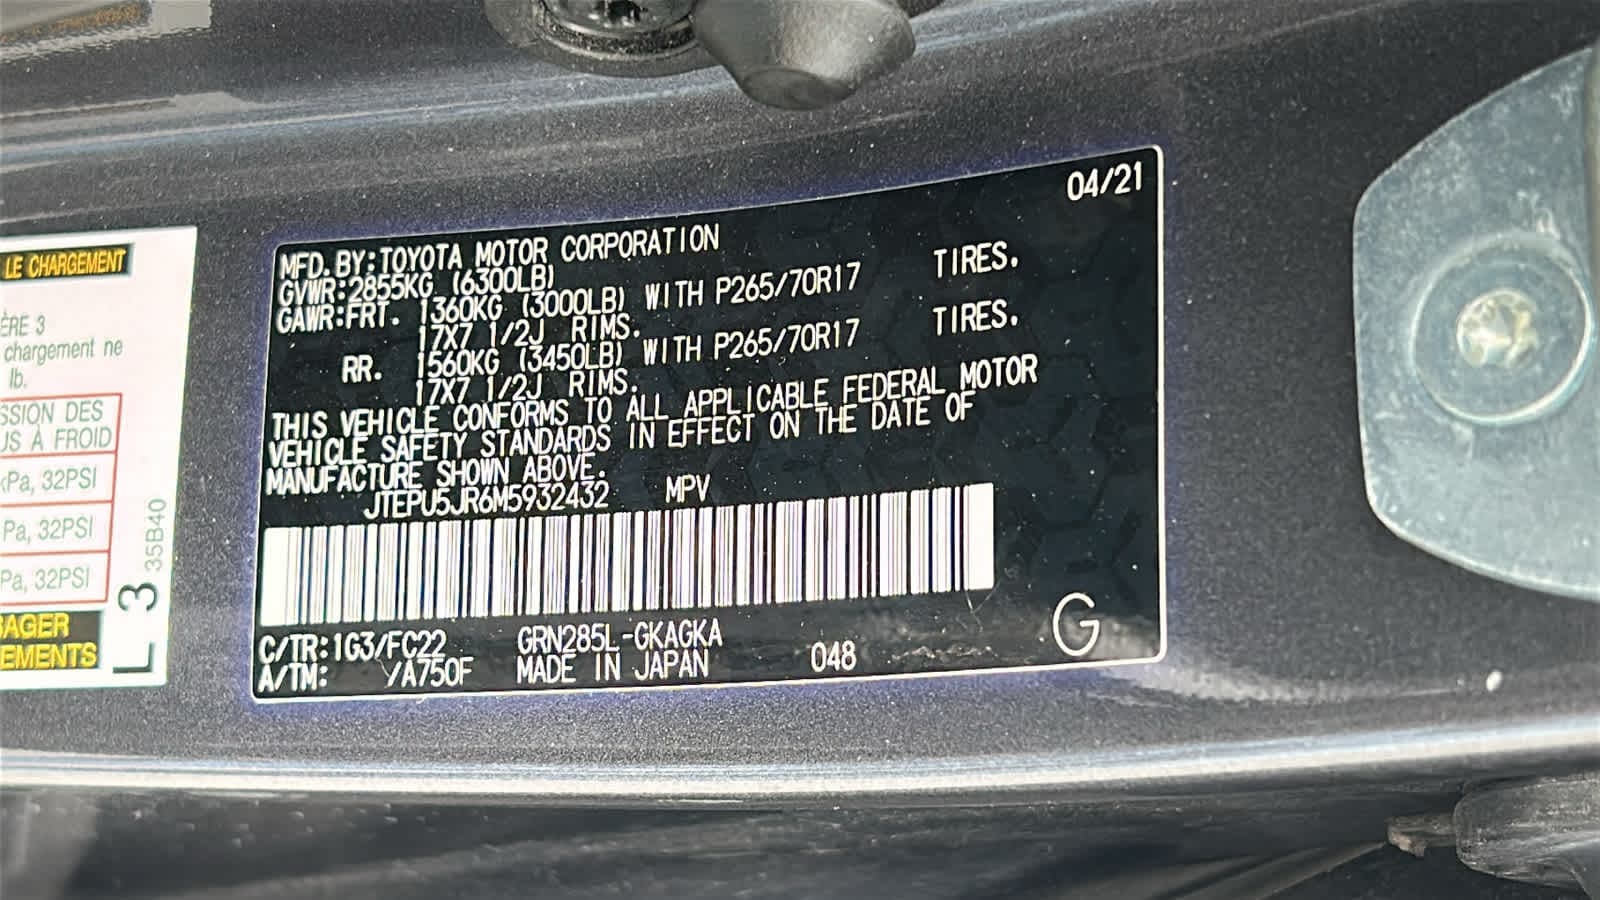 LE CHARGEMENT
ÈRE 3
chargement ne
lb.
SSION DES
US À FROID
kPa, 32PSI
Pa, 32PSI
Pa, 32PSI
SAGER
EMENTS
L 3
35B40
04/21
MFD. BY: TOYOTA MOTOR CORPORATION
GVWR: 2855KG (6300LB)
GAWR: FRT. 1360KG (3000LB) WITH P265/70R17 TIRES.
17X7 1/2J RIMS.
RR. 1560KG (3450LB) WITH P265/70R17 TIRES.
17X7 1/2J RIMS.
THIS VEHICLE CONFORMS TO ALL APPLICABLE FEDERAL MOTOR
VEHICLE SAFETY STANDARDS IN EFFECT ON THE DATE OF
MANUFACTURE SHOWN ABOVE.
JTEPU5JR6M5932432 MPV
C/TR: 1G3/FC22 GRN285L-GKAGKA
A/TM: /A750F MADE IN JAPAN 048
G